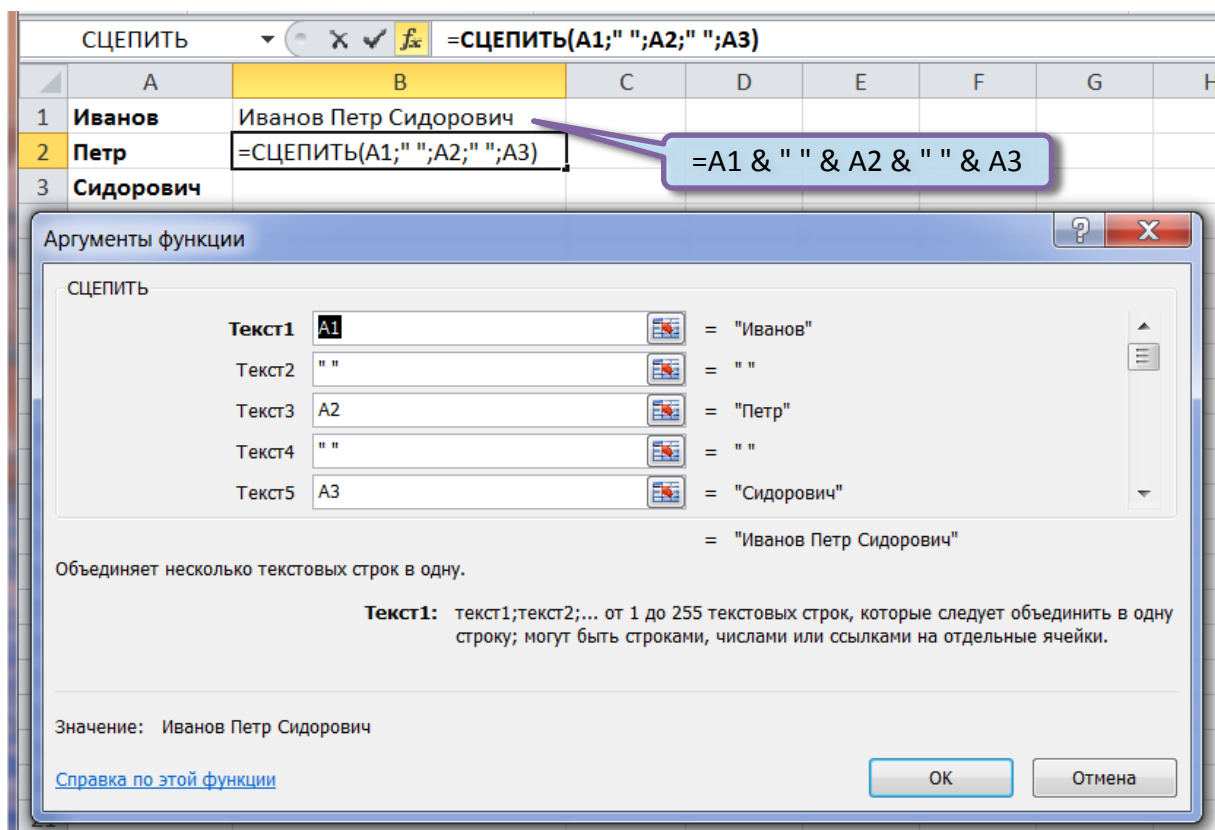 СЦЕПИТЬ fx =СЦЕПИТЬ(A1;" ";A2;" ";A3)
A B C D E F G H
1 Иванов Иванов Петр Сидорович
2 Петр =СЦЕПИТЬ(A1;" ";A2;" ";A3)
=A1 & " " & A2 & " " & A3
3 Сидорович
Аргументы функции
СЦЕПИТЬ
Текст1 A1 = "Иванов"
Текст2 " " = " "
Текст3 A2 = "Петр"
Текст4 " " = " "
Текст5 A3 = "Сидорович"
= "Иванов Петр Сидорович"
Объединяет несколько текстовых строк в одну.
Текст1: текст1;текст2;... от 1 до 255 текстовых строк, которые следует объединить в одну
строку; могут быть строками, числами или ссылками на отдельные ячейки.
Значение: Иванов Петр Сидорович
Справка по этой функции
ОК Отмена
21